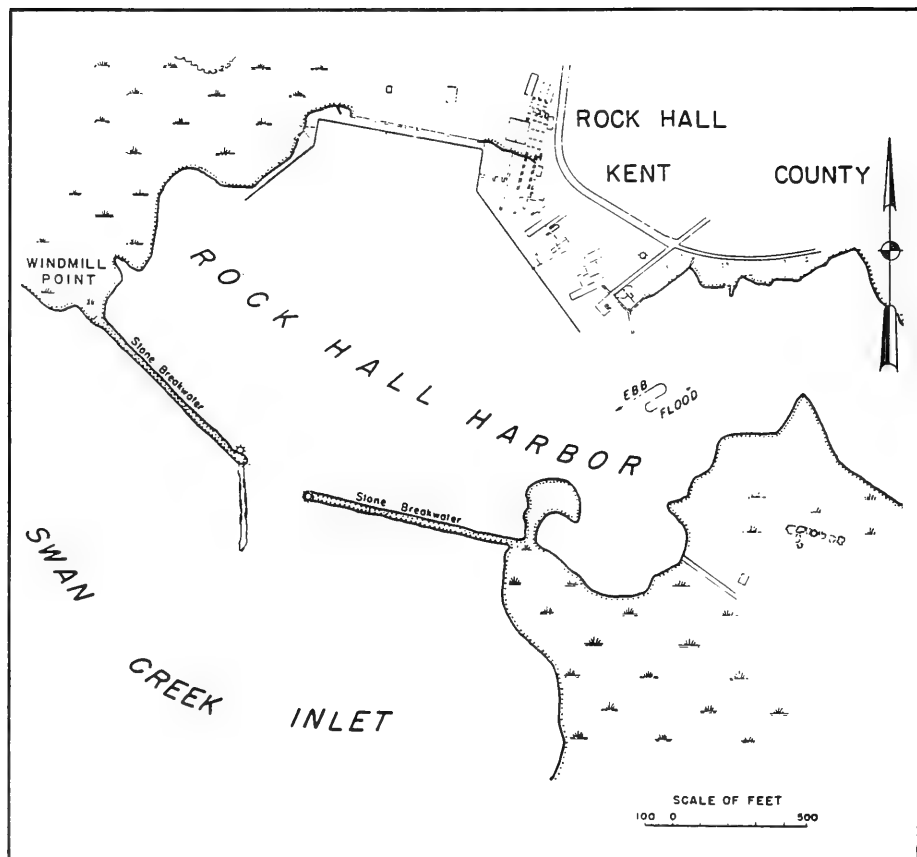 ROCK HALL
KENT COUNTY
WINDMILL
POINT
ROCK HALL HARBOR
Stone Breakwater
EBB
FLOOD
Stone Breakwater
SWAN
CREEK INLET
SCALE OF FEET
100 0 500